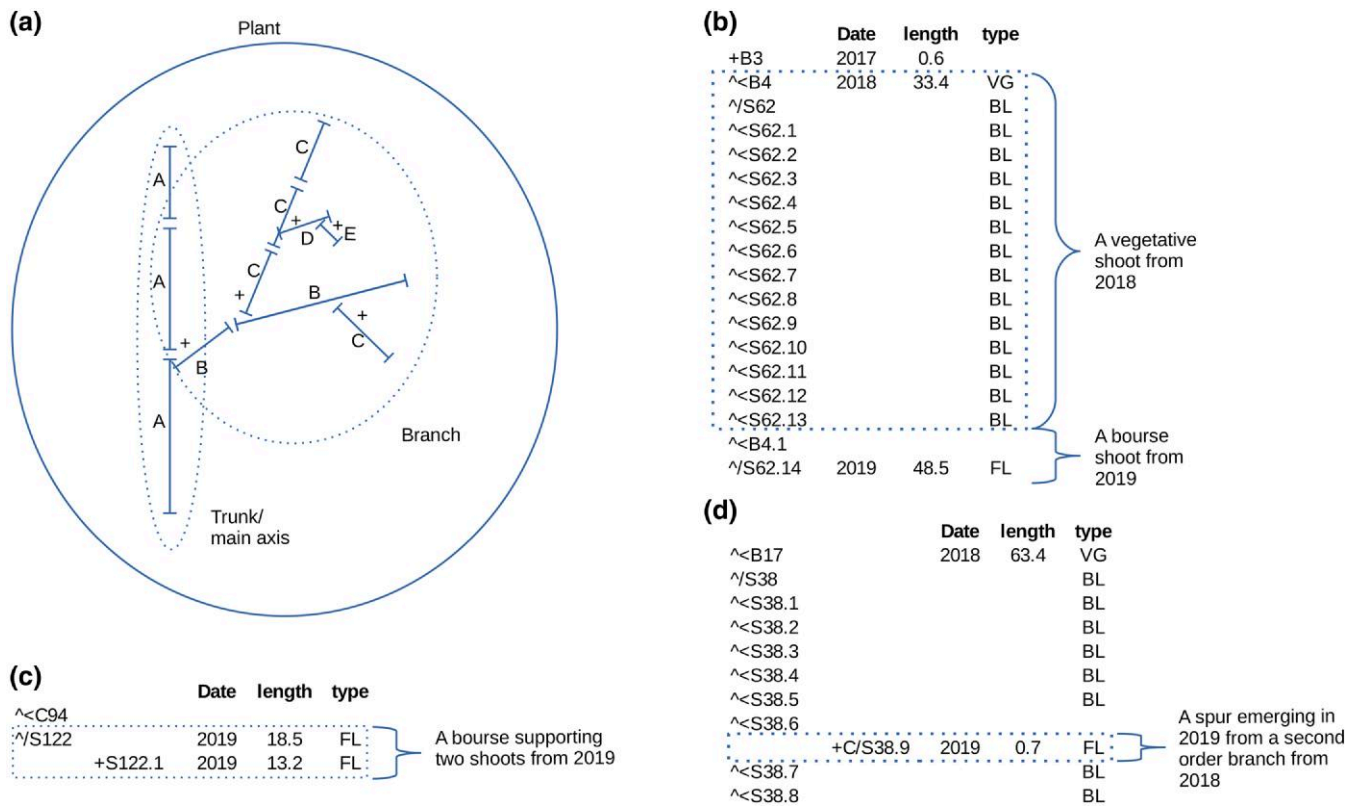 (a)
Plant
A
A
A
+
B
+
C
C
C
+
D
+
E
B
+
C
Branch
Trunk/
main axis
(b)
Date length type
+B3 2017 0.6
^<B4 2018 33.4 VG
^/S62 BL
^<S62.1 BL
^<S62.2 BL
^<S62.3 BL
^<S62.4 BL
^<S62.5 BL
^<S62.6 BL
^<S62.7 BL
^<S62.8 BL
^<S62.9 BL
^<S62.10 BL
^<S62.11 BL
^<S62.12 BL
^<S62.13 BL
^<B4.1
^/S62.14 2019 48.5 FL
A vegetative
shoot from
2018
A bourse
shoot from
2019
(c)
Date length type
^<C94
^/S122 2019 18.5 FL
+S122.1 2019 13.2 FL
A bourse supporting
two shoots from 2019
(d)
Date length type
^<B17 2018 63.4 VG
^/S38 BL
^<S38.1 BL
^<S38.2 BL
^<S38.3 BL
^<S38.4 BL
^<S38.5 BL
^<S38.6
+C/S38.9 2019 0.7 FL
^<S38.7 BL
^<S38.8 BL
A spur emerging in
2019 from a second
order branch from
2018